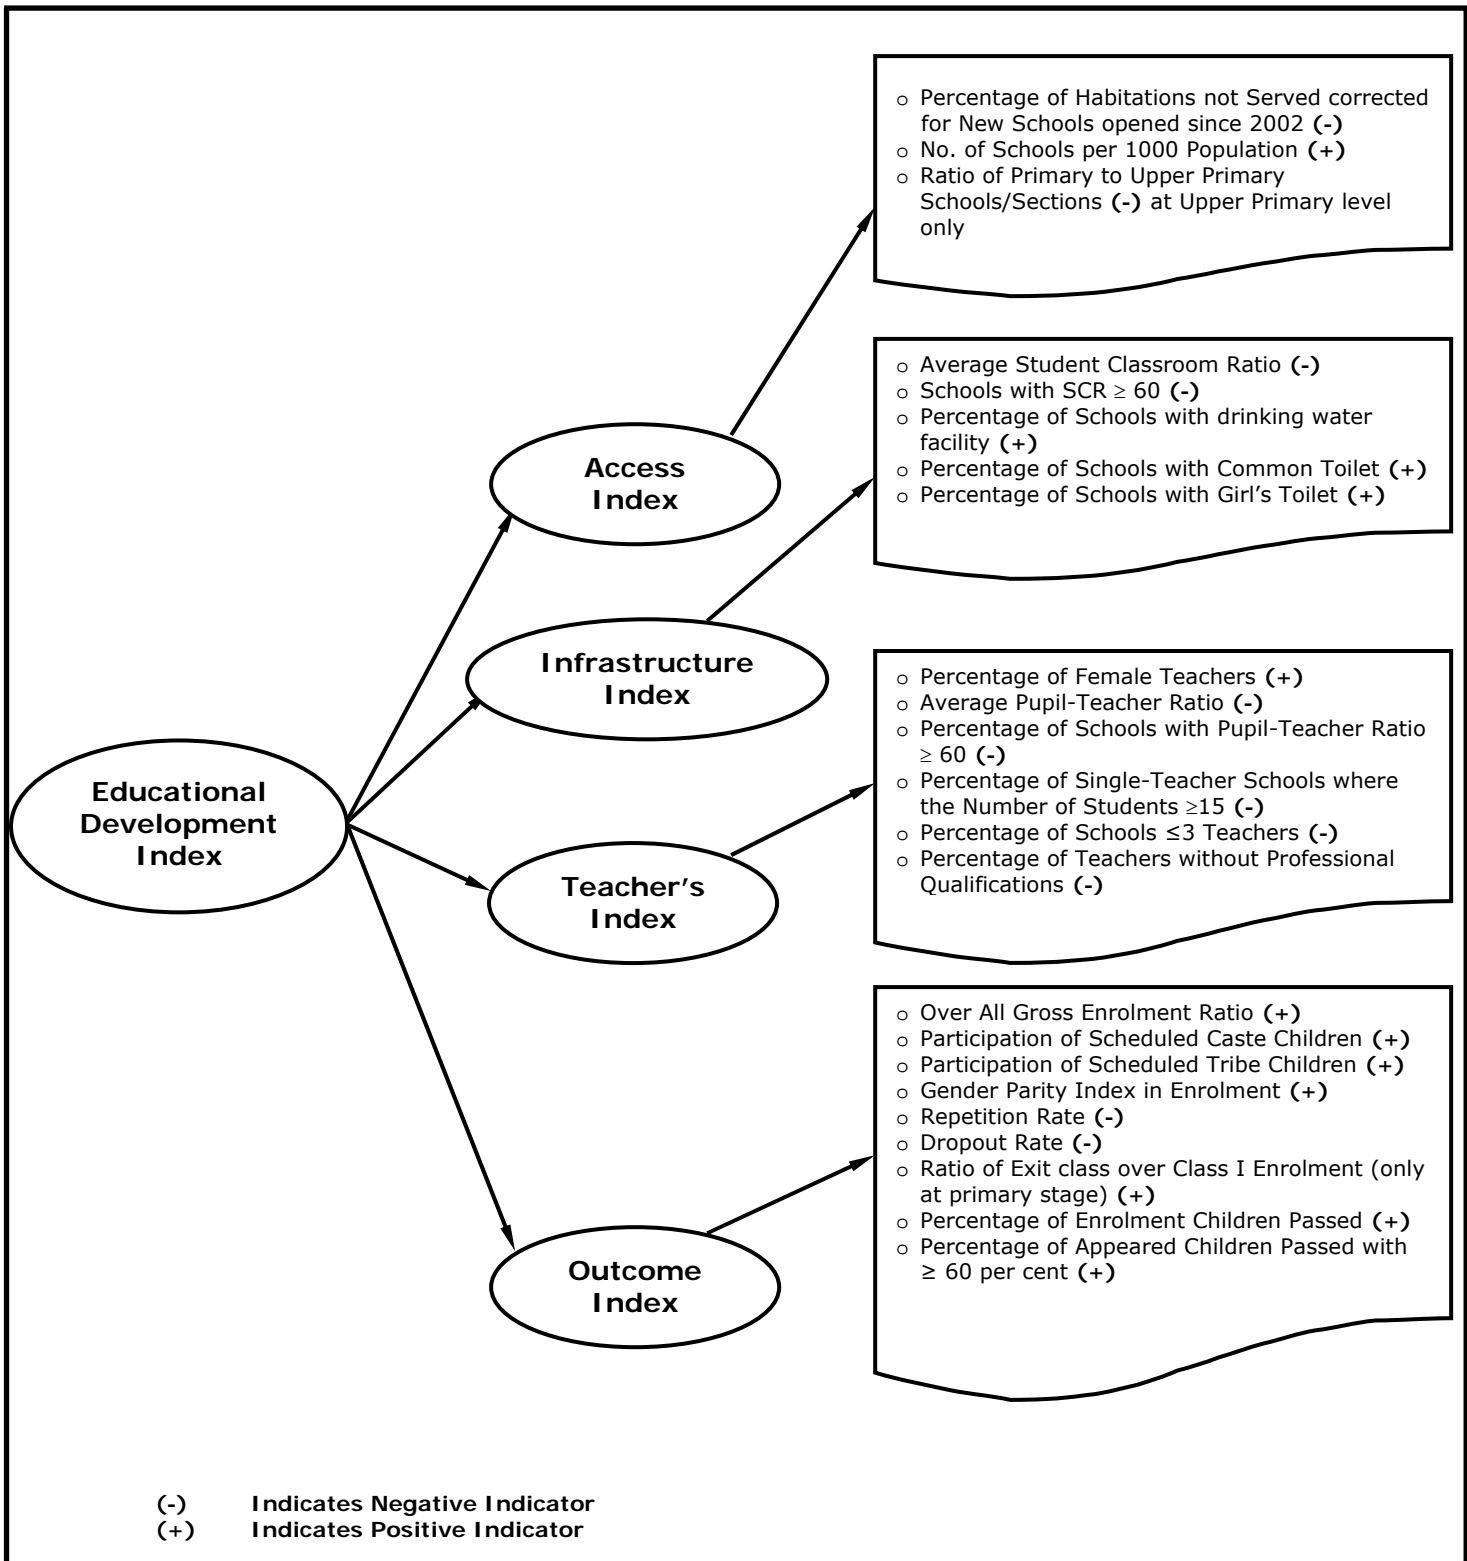 o Percentage of Habitations not Served corrected
for New Schools opened since 2002 (-)
o No. of Schools per 1000 Population (+)
o Ratio of Primary to Upper Primary
Schools/Sections (-) at Upper Primary level
only
o Average Student Classroom Ratio (-)
o Schools with SCR ≥ 60 (-)
o Percentage of Schools with drinking water
facility (+)
o Percentage of Schools with Common Toilet (+)
o Percentage of Schools with Girl's Toilet (+)
Access
Index
Infrastructure
Index
o Percentage of Female Teachers (+)
o Average Pupil-Teacher Ratio (-)
o Percentage of Schools with Pupil-Teacher Ratio
≥ 60 (-)
o Percentage of Single-Teacher Schools where
the Number of Students ≥15 (-)
o Percentage of Schools ≤3 Teachers (-)
o Percentage of Teachers without Professional
Qualifications (-)
Educational
Development
Index
Teacher's
Index
o Over All Gross Enrolment Ratio (+)
o Participation of Scheduled Caste Children (+)
o Participation of Scheduled Tribe Children (+)
o Gender Parity Index in Enrolment (+)
o Repetition Rate (-)
o Dropout Rate (-)
o Ratio of Exit class over Class I Enrolment (only
at primary stage) (+)
o Percentage of Enrolment Children Passed (+)
o Percentage of Appeared Children Passed with
≥ 60 per cent (+)
Outcome
Index
(-) Indicates Negative Indicator
(+) Indicates Positive Indicator